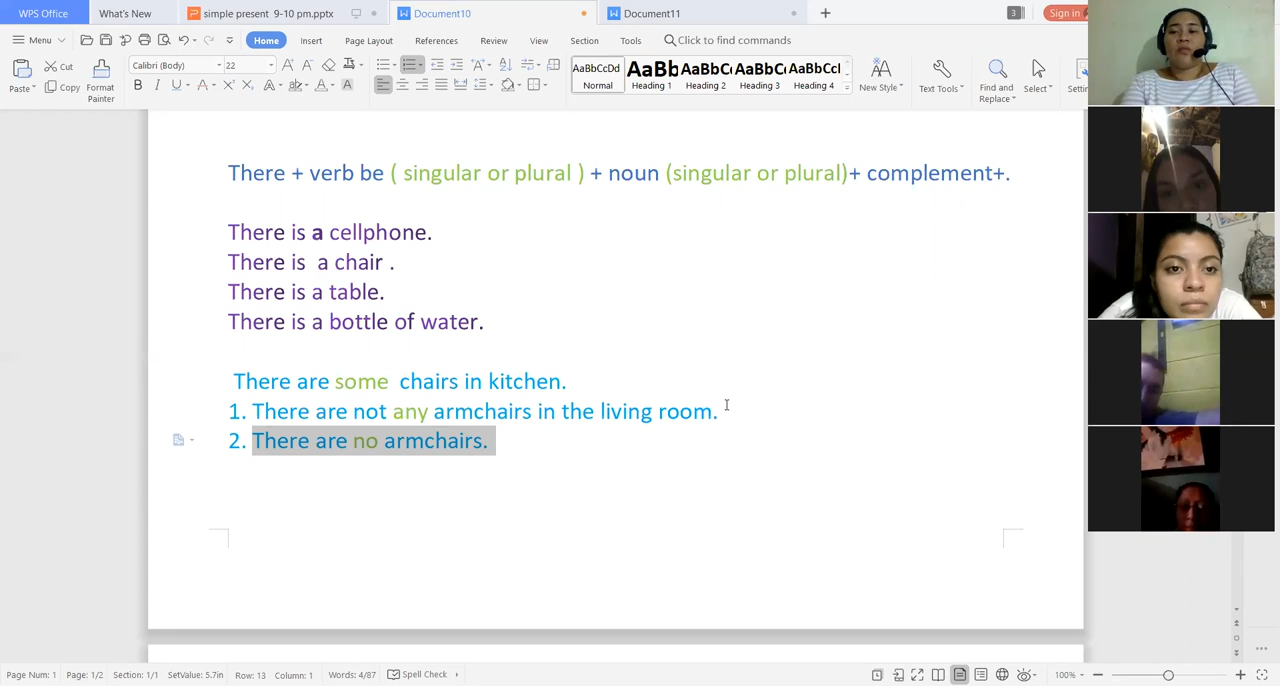 WPS Office
What's New
simple present 9-10 pm.pptx
Document10
Document11
+
3
Sign in
Menu
Home
Insert
Page Layout
References
Review
View
Section
Tools
Click to find commands
Paste
Cut
Copy
Format Painter
Calibri (Body)
22
AaBbCcDd
Normal
AaBb
Heading 1
AaBbC
Heading 2
AaBbC
Heading 3
AaBbCcl
Heading 4
New Style
Text Tools
Find and Replace
Select
There + verb be ( singular or plural ) + noun (singular or plural)+ complement+.
There is a cellphone.
There is a chair .
There is a table.
There is a bottle of water.
There are some chairs in kitchen.
1. There are not any armchairs in the living room.
2. There are no armchairs.
Page Num: 1
Page: 1/2
Section: 1/1
SetValue: 5.7in
Row: 13
Column: 1
Words: 4/87
Spell Check
100%